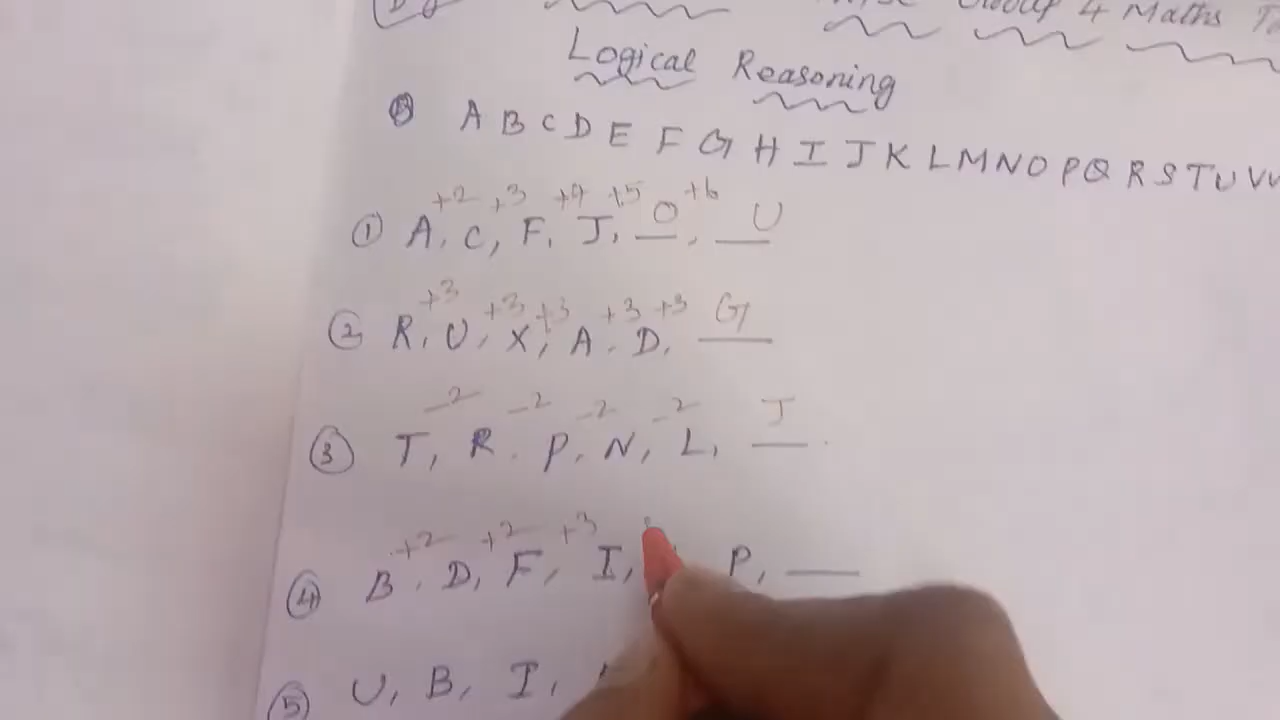 4 Maths
Logical Reasoning
A B C D E F G H I J K L M N O P Q R S T U V
+2 +3 +4 +5 +6
① A, C, F, J, O, U
+3 +3 +3 +3 +3
② R, U, X, A, D, G
-2 -2 -2 -2
③ T, R, P, N, L, J
+2 +2 +3
④ B, D, F, I, P, ___
⑤ U, B, I,